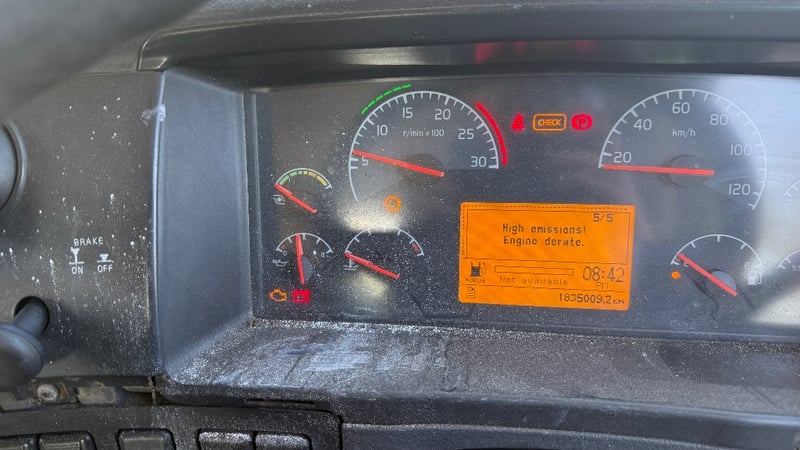 BRAKE
ON OFF
5 10 15 20 25 30
r/min x 100
CHECK
20 40 60 80 100 120
km/h
5/5
High emissions!
Engine derate.
Not available
08:42
PM
1835009,2 KM